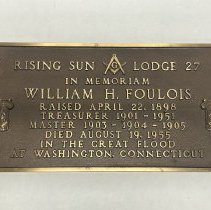 RISING SUN G LODGE 27
IN MEMORIAM
WILLIAM H. FOULOIS
RAISED APRIL 22, 1898
TREASURER 1901 - 1951
MASTER 1903 - 1904 - 1905
DIED AUGUST 19, 1955
IN THE GREAT FLOOD
AT WASHINGTON, CONNECTICUT